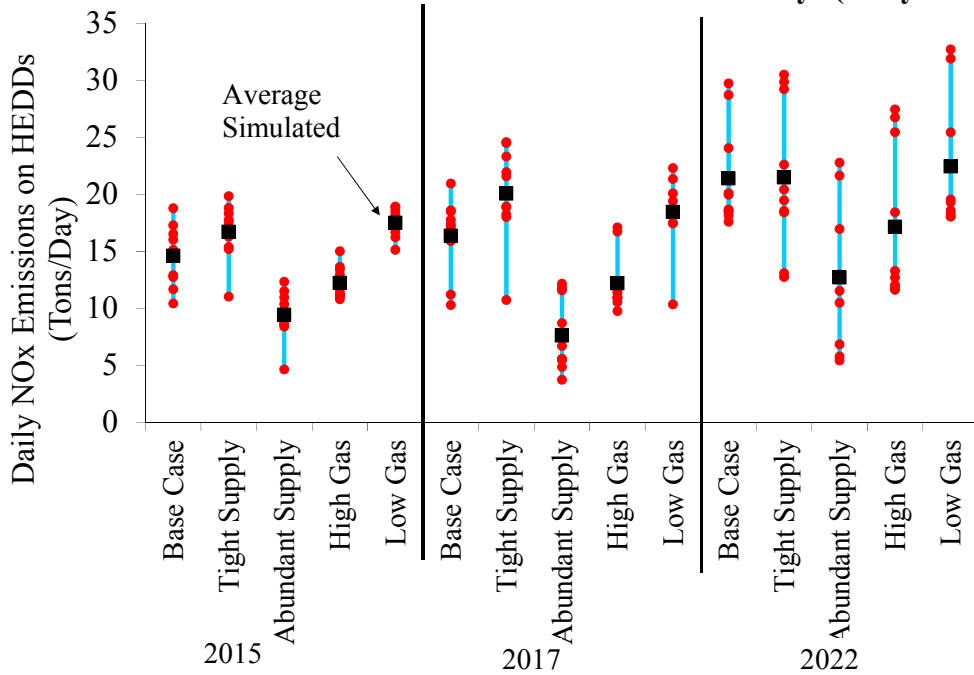 35
30
25
20
15
10
5
0
Daily NOx Emissions on HEDDs
(Tons/Day)
Average
Simulated
Base Case
Tight Supply
Abundant Supply
High Gas
Low Gas
Base Case
Tight Supply
Abundant Supply
High Gas
Low Gas
Base Case
Tight Supply
Abundant Supply
High Gas
Low Gas
2015
2017
2022